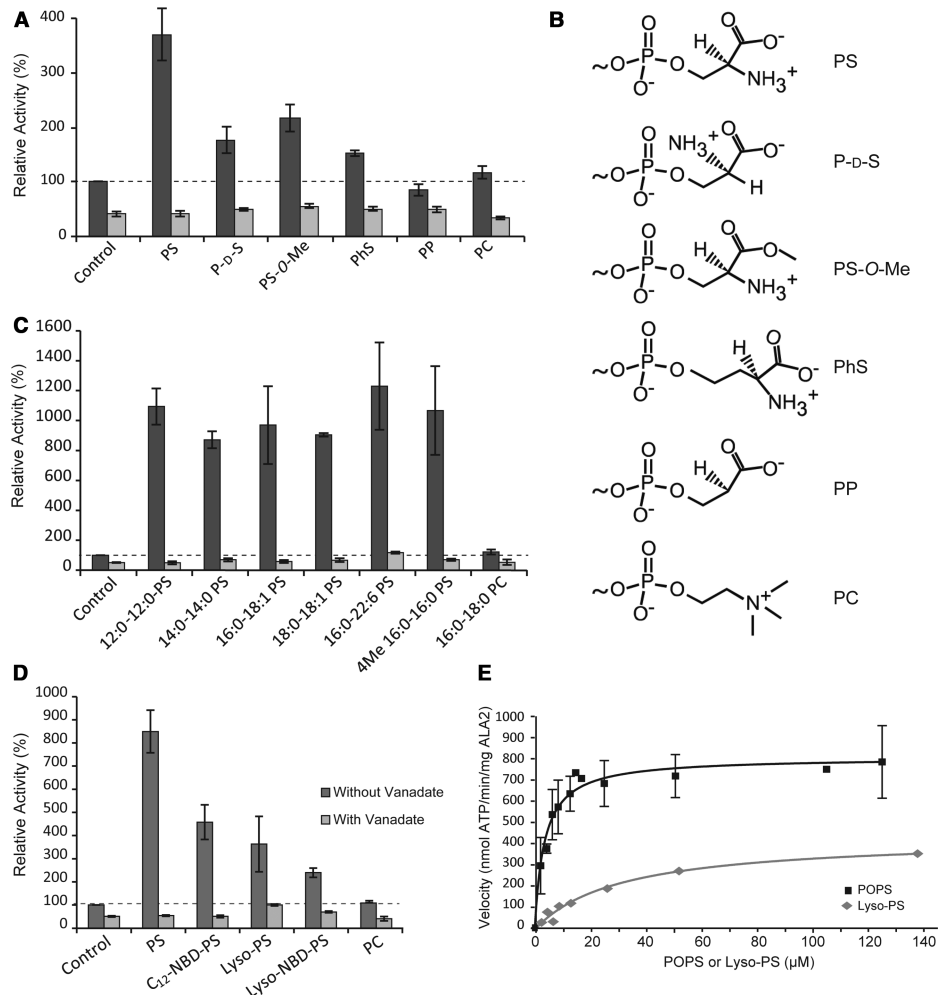 A
Relative Activity (%)
400
300
200
100
0
Control
PS
P-D-S
PS-O-Me
PhS
PP
PC
B
~O
O
P
O-
O
H
O
O-
NH3+
PS
~O
O
P
O-
O
NH3+
O
O-
H
P-D-S
~O
O
P
O-
O
H
O
O
NH3+
PS-O-Me
~O
O
P
O-
O
H
O
O-
NH3+
PhS
~O
O
P
O-
O
H
O
O-
PP
~O
O
P
O-
O
N+
PC
C
Relative Activity (%)
1600
1400
1200
1000
800
600
400
200
0
Control
12:0-12:0-PS
14:0-14:0 PS
16:0-18:1 PS
18:0-18:1 PS
16:0-22:6 PS
4Me 16:0-16:0 PS
16:0-18:0 PC
D
Relative Activity (%)
1000
900
800
700
600
500
400
300
200
100
0
Control
PS
C12-NBD-PS
Lyso-PS
Lyso-NBD-PS
PC
Without Vanadate
With Vanadate
E
Velocity (nmol ATP/min/mg ALA2)
1000
900
800
700
600
500
400
300
200
100
0
0
20
40
60
80
100
120
140
POPS or Lyso-PS (µM)
POPS
Lyso-PS